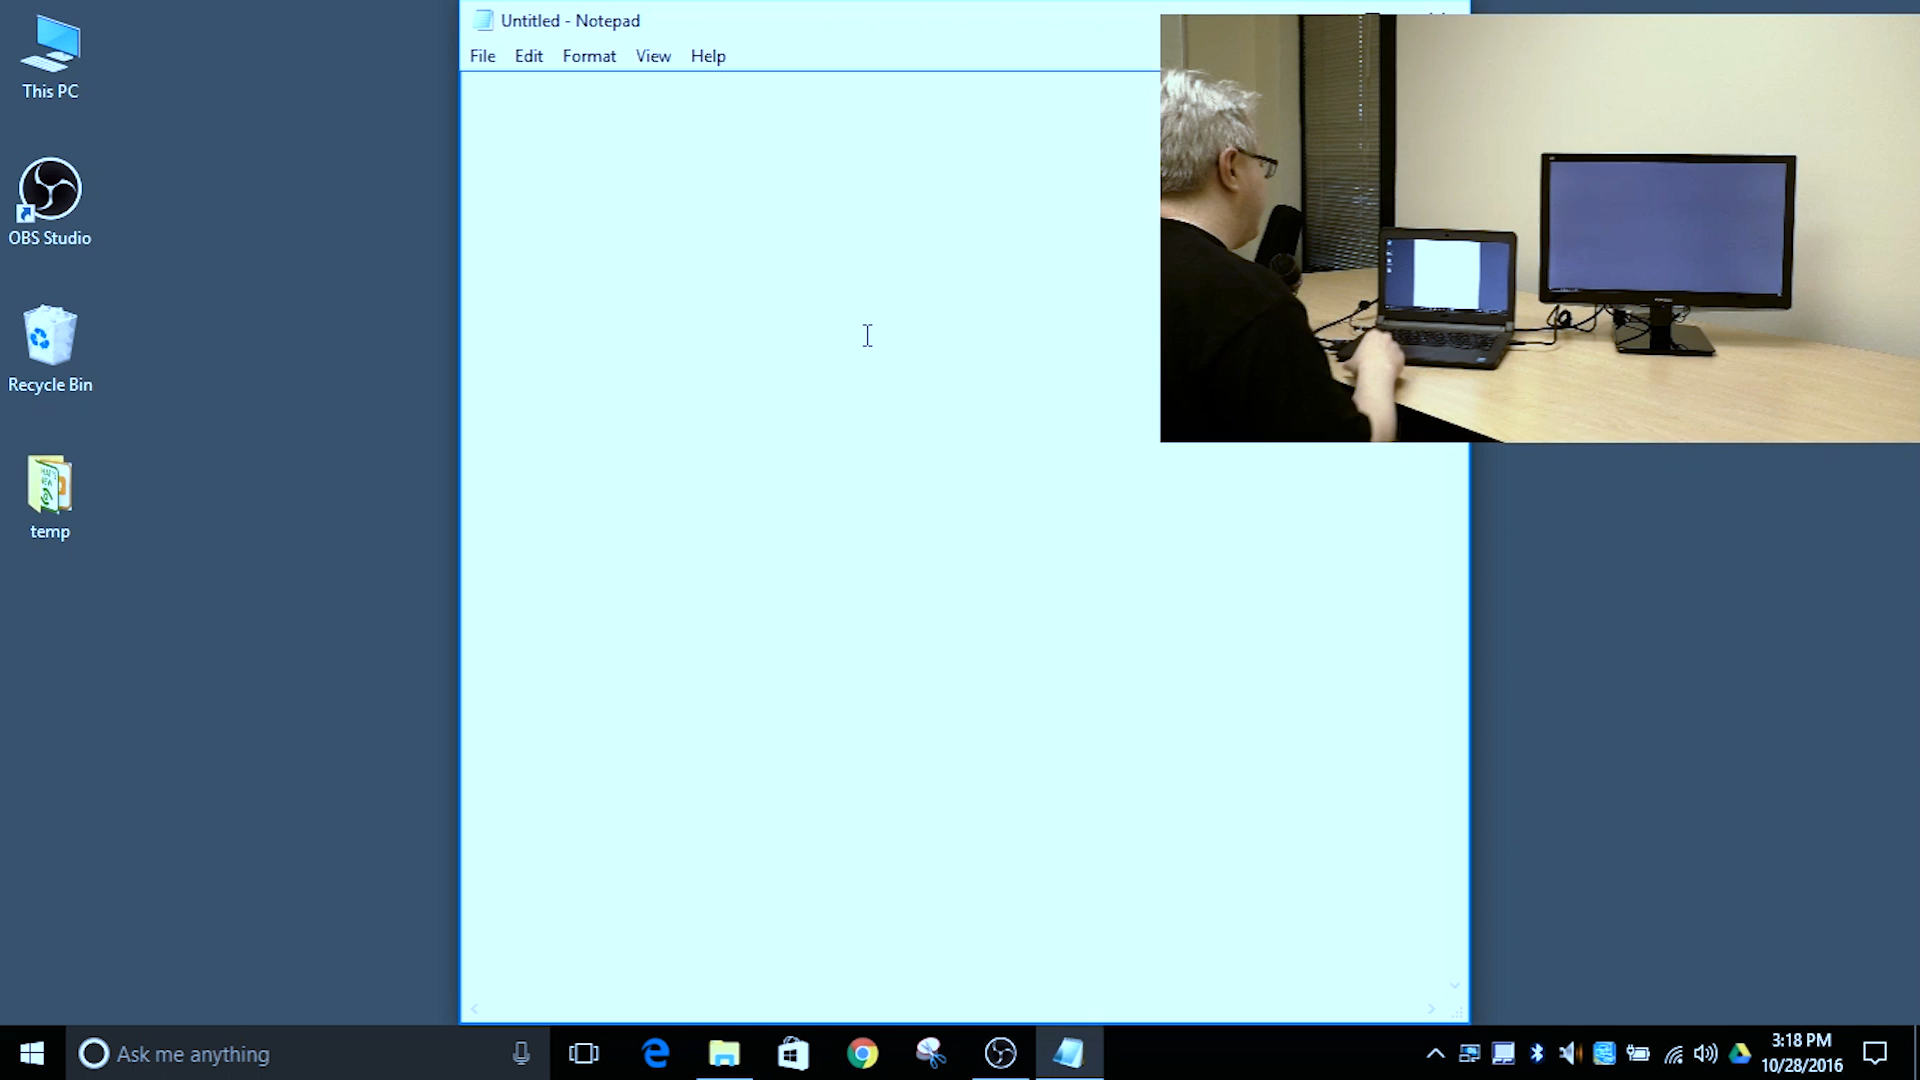 Untitled - Notepad
File Edit Format View Help
This PC
OBS Studio
Recycle Bin
temp
Ask me anything
3:18 PM
10/28/2016